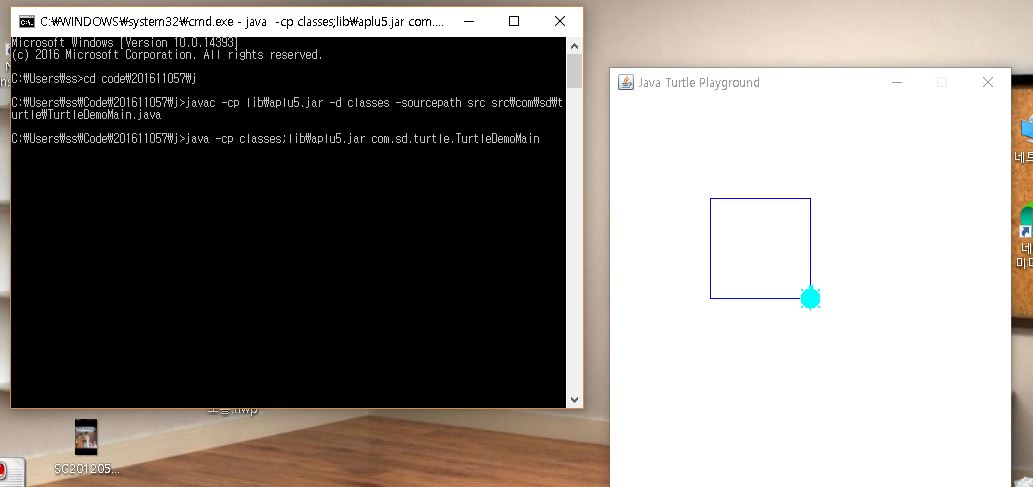 C:₩WINDOWS₩system32₩cmd.exe - java  -cp classes;lib₩aplu5.jar com....
Microsoft Windows [Version 10.0.14393]
(c) 2016 Microsoft Corporation. All rights reserved.
C:₩Users₩ss>cd code₩201611057₩j
C:₩Users₩ss₩Code₩201611057₩j>javac -cp lib₩aplu5.jar -d classes -sourcepath src src₩com₩sd₩t
urtle₩TurtleDemoMain.java
C:₩Users₩ss₩Code₩201611057₩j>java -cp classes;lib₩aplu5.jar com.sd.turtle.TurtleDemoMain
Java Turtle Playground
네트
네
미디
SC201205...